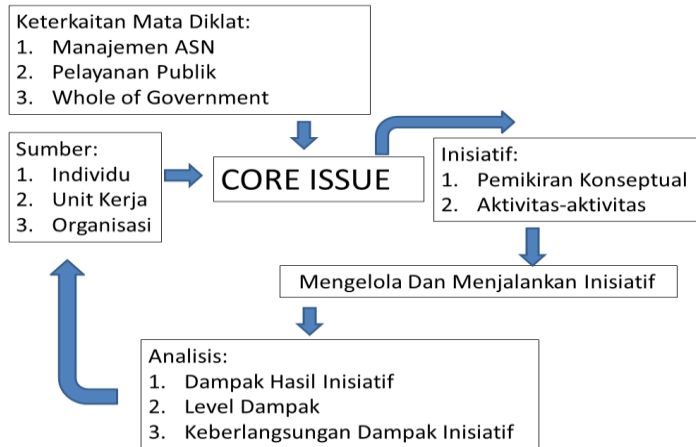 Keterkaitan Mata Diklat:
1. Manajemen ASN
2. Pelayanan Publik
3. Whole of Government
Sumber:
1. Individu
2. Unit Kerja
3. Organisasi
CORE ISSUE
Inisiatif:
1. Pemikiran Konseptual
2. Aktivitas-aktivitas
Mengelola Dan Menjalankan Inisiatif
Analisis:
1. Dampak Hasil Inisiatif
2. Level Dampak
3. Keberlangsungan Dampak Inisiatif